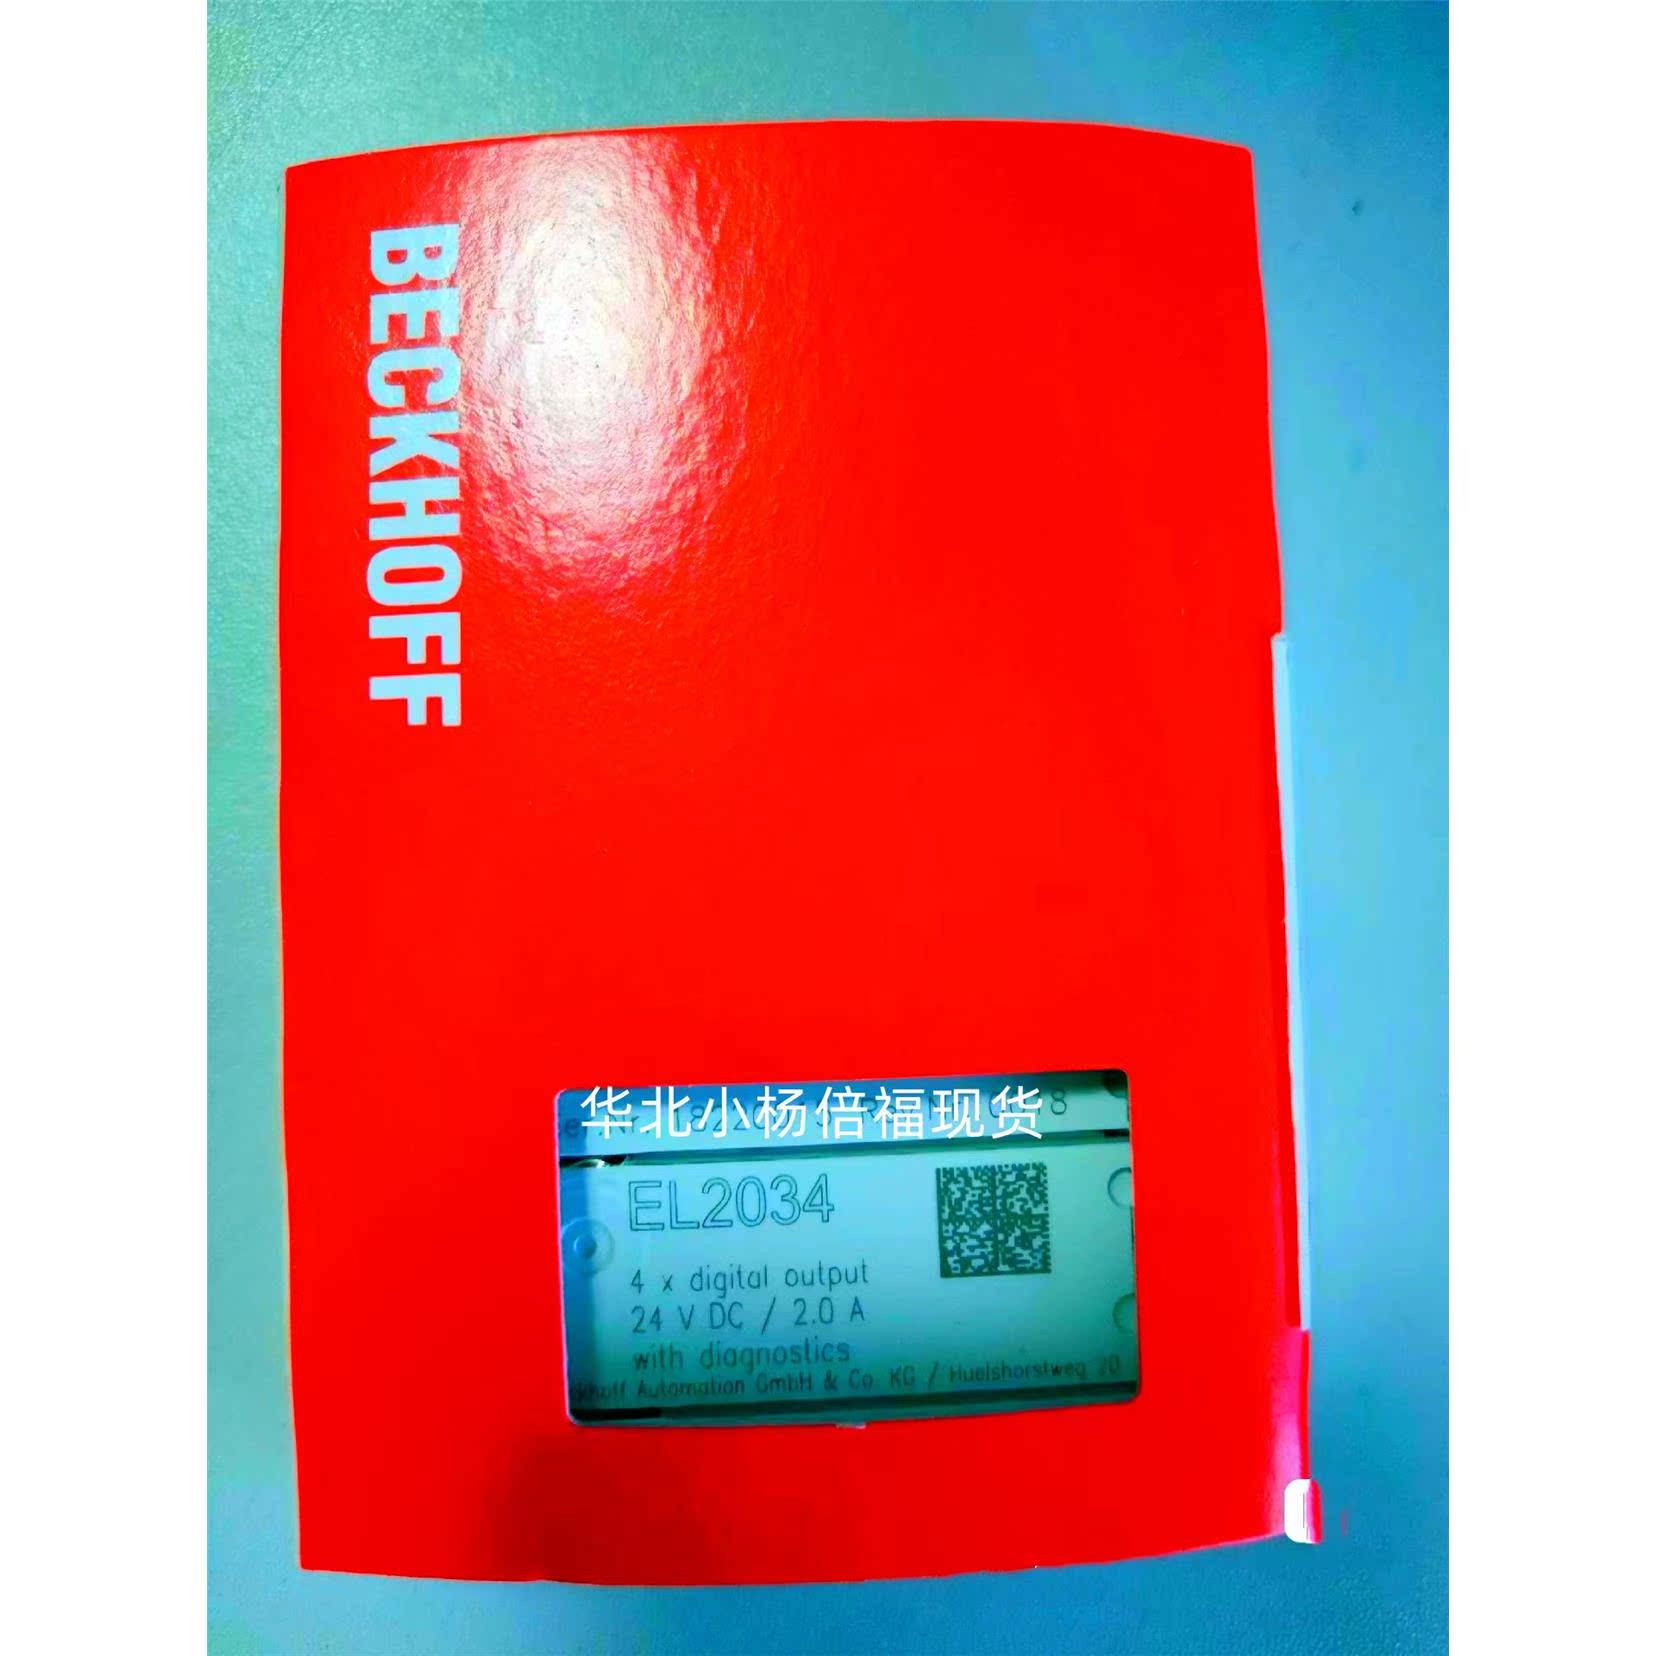 BECKHOFF
华北小杨倍福现货
EL2034
4 x digital output
24 V DC / 2.0 A
with diagnostics
Automation GmbH & Co. KG / Huelshorstweg 20